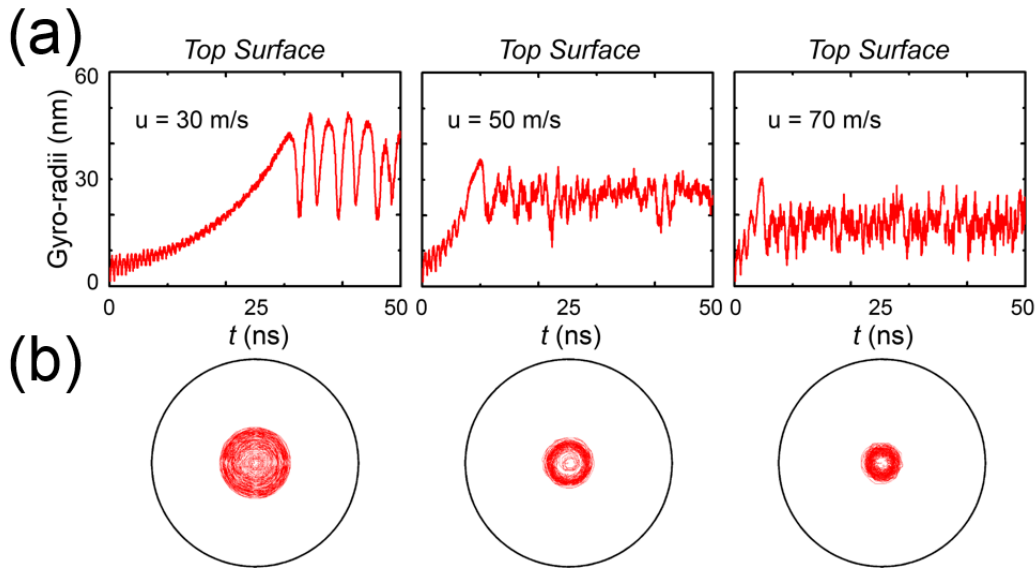 (a)
Top Surface Top Surface Top Surface
Gyro-radii (nm)
60
30
0
u = 30 m/s u = 50 m/s u = 70 m/s
0 25 50 0 25 50 0 25 50
t (ns) t (ns) t (ns)
(b)